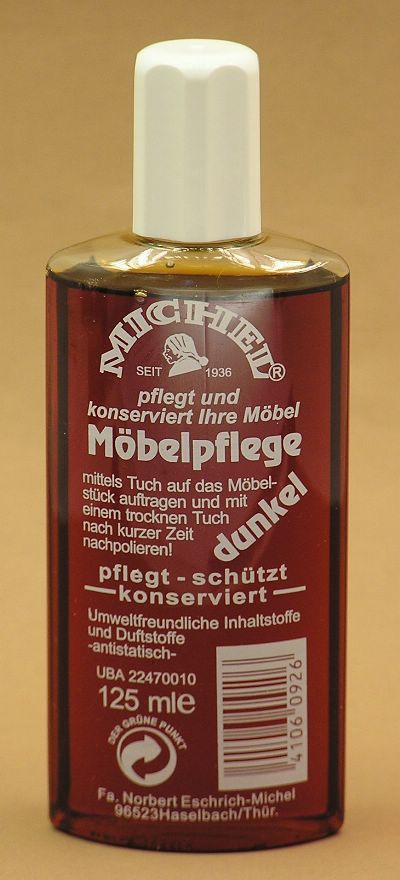 MICHEL®
SEIT 1936
pflegt und
konserviert Ihre Möbel
Möbelpflege
dunkel
mittels Tuch auf das Möbel-
stück auftragen und mit
einem trocknen Tuch
nach kurzer Zeit
nachpolieren!
pflegt - schützt
konserviert
Umweltfreundliche Inhaltstoffe
und Duftstoffe
-antistatisch-
UBA 22470010
125 mle
DER GRÜNE PUNKT
4106 0926
Fa. Norbert Eschrich-Michel
96523Haselbach/Thür.